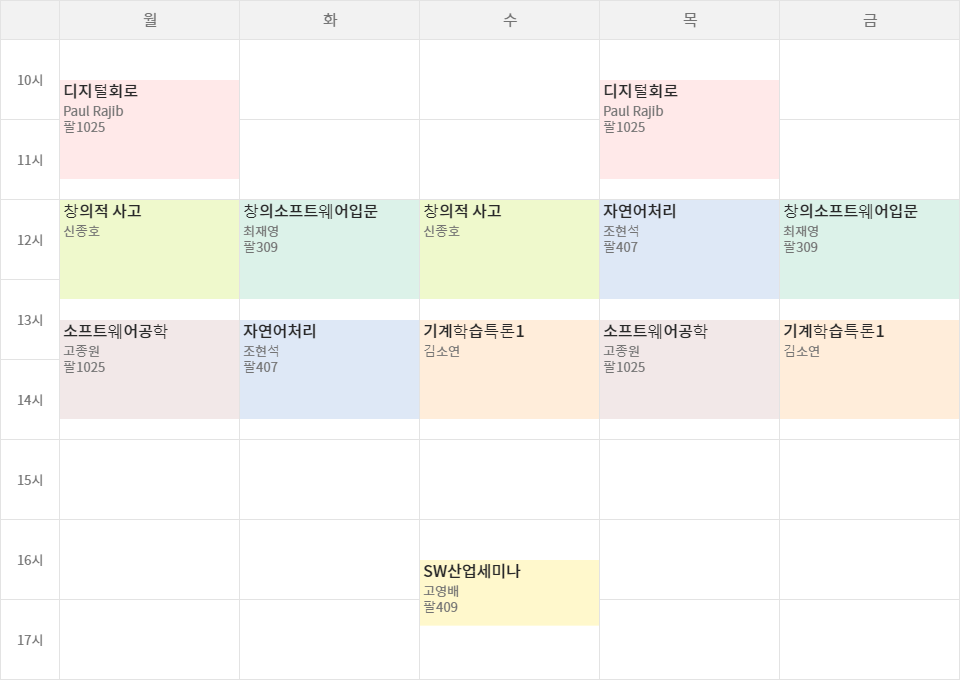 월 화 수 목 금
10시
디지털회로
Paul Rajib
팔1025
디지털회로
Paul Rajib
팔1025
11시
창의적 사고
신종호
창의소프트웨어입문
최재영
팔309
창의적 사고
신종호
자연어처리
조현석
팔407
창의소프트웨어입문
최재영
팔309
12시
13시
소프트웨어공학
고종원
팔1025
자연어처리
조현석
팔407
기계학습특론1
김소연
소프트웨어공학
고종원
팔1025
기계학습특론1
김소연
14시
15시
16시
SW산업세미나
고영배
팔409
17시